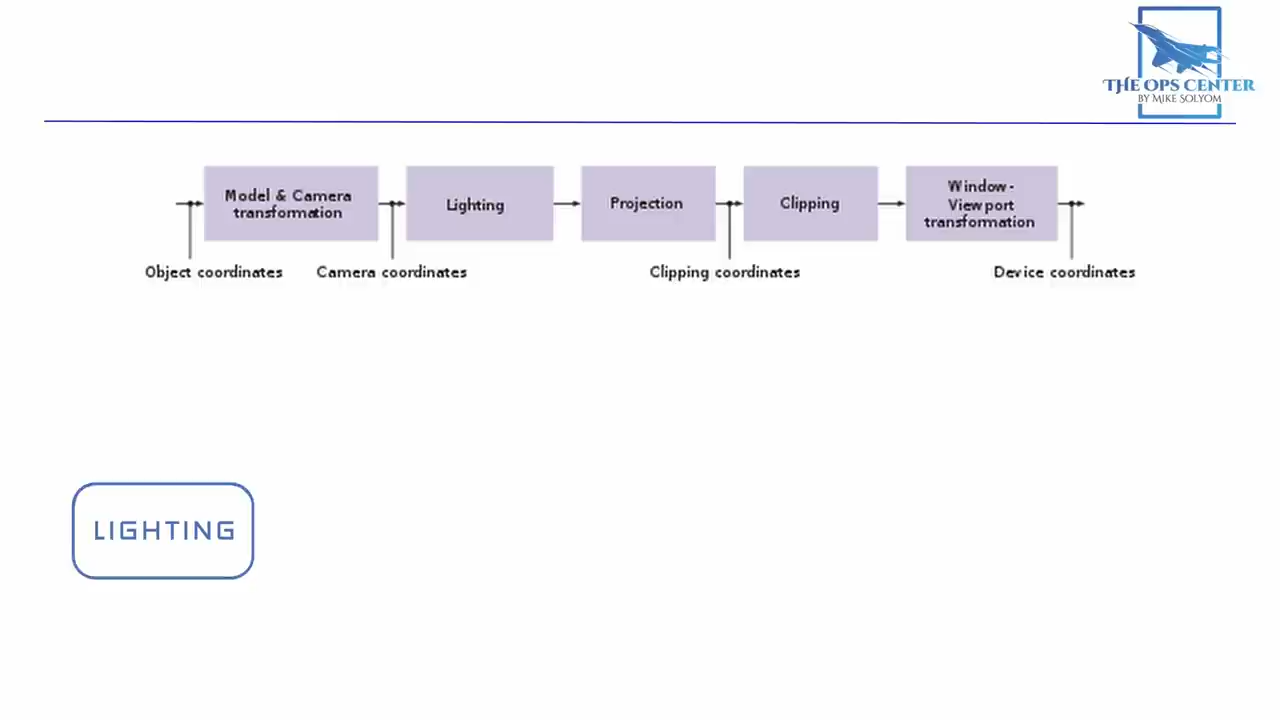 THE OPS CENTER
BY MIKE SOLYOM
Model & Camera
transformation
Lighting
Projection
Clipping
Window-
Viewport
transformation
Object coordinates
Camera coordinates
Clipping coordinates
Device coordinates
LIGHTING